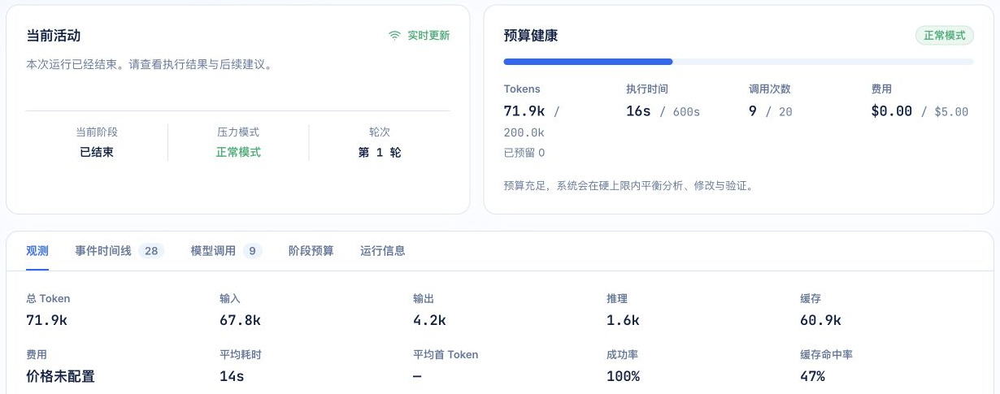 当前活动
实时更新
本次运行已经结束。请查看执行结果与后续建议。
当前阶段 压力模式 轮次
已结束 正常模式 第 1 轮
预算健康
正常模式
Tokens 执行时间 调用次数 费用
71.9k / 16s / 600s 9 / 20 $0.00 / $5.00
200.0k
已预留 0
预算充足，系统会在硬上限内平衡分析、修改与验证。
观测 事件时间线 28 模型调用 9 阶段预算 运行信息
总 Token 输入 输出 推理 缓存
71.9k 67.8k 4.2k 1.6k 60.9k
费用 平均耗时 平均首 Token 成功率 缓存命中率
价格未配置 14s — 100% 47%